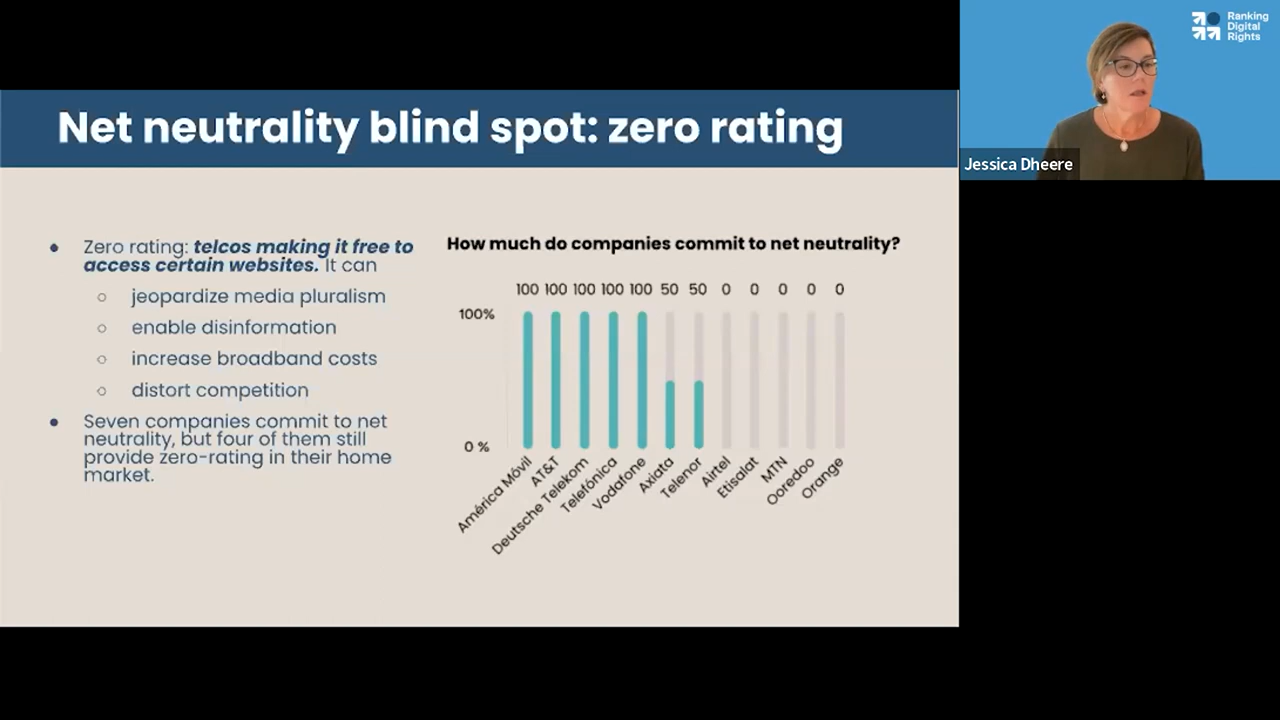 Net neutrality blind spot: zero rating
Zero rating: telcos making it free to
access certain websites. It can
jeopardize media pluralism
enable disinformation
increase broadband costs
distort competition
Seven companies commit to net
neutrality, but four of them still
provide zero-rating in their home
market.
How much do companies commit to net neutrality?
100 100 100 100 100 50 50 0 0 0 0 0
100%
0 %
América Móvil
AT&T
Deutsche Telekom
Telefónica
Vodafone
Axiata
Telenor
Airtel
Etisalat
MTN
Ooredoo
Orange
Ranking
Digital
Rights
Jessica Dheere